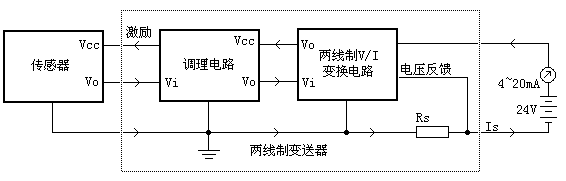 激励
Vcc
传感器
Vo
Vcc
调理电路
Vi
Vo
Vo
两线制V/I
变换电路
Vi
电压反馈
4~20mA
24V
Rs
Is
两线制变送器